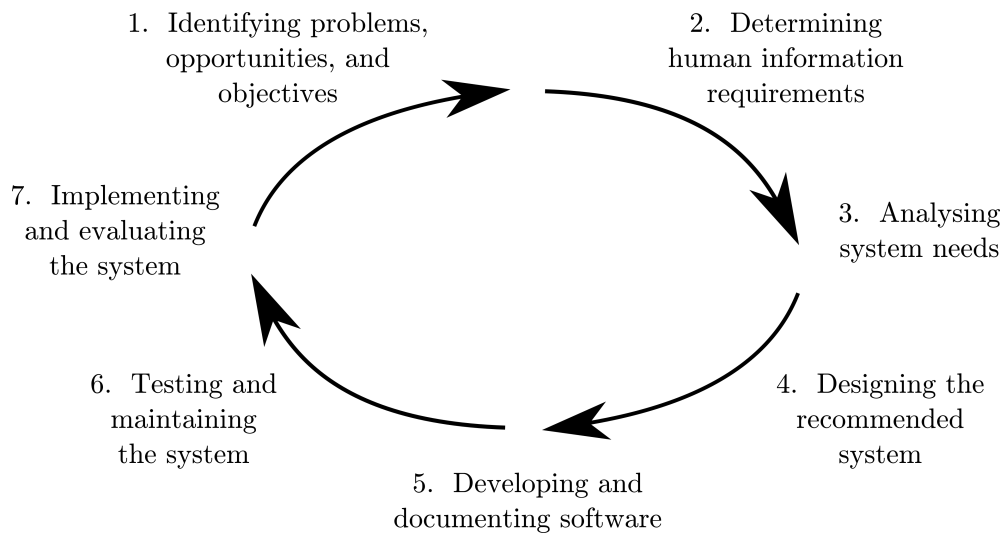 1. Identifying problems,
opportunities, and
objectives
2. Determining
human information
requirements
3. Analysing
system needs
4. Designing the
recommended
system
5. Developing and
documenting software
6. Testing and
maintaining
the system
7. Implementing
and evaluating
the system